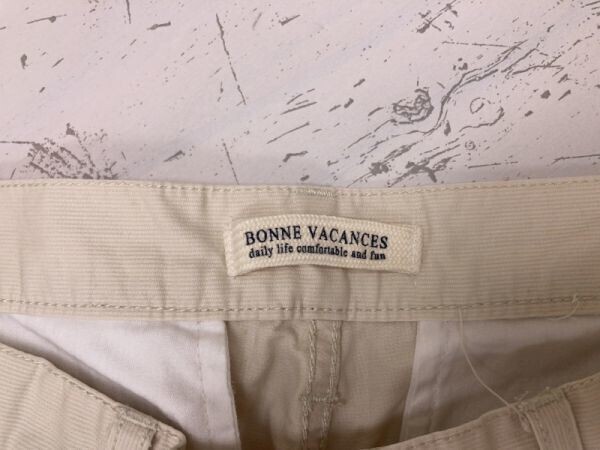 BONNE VACANCES
daily life comfortable and fun